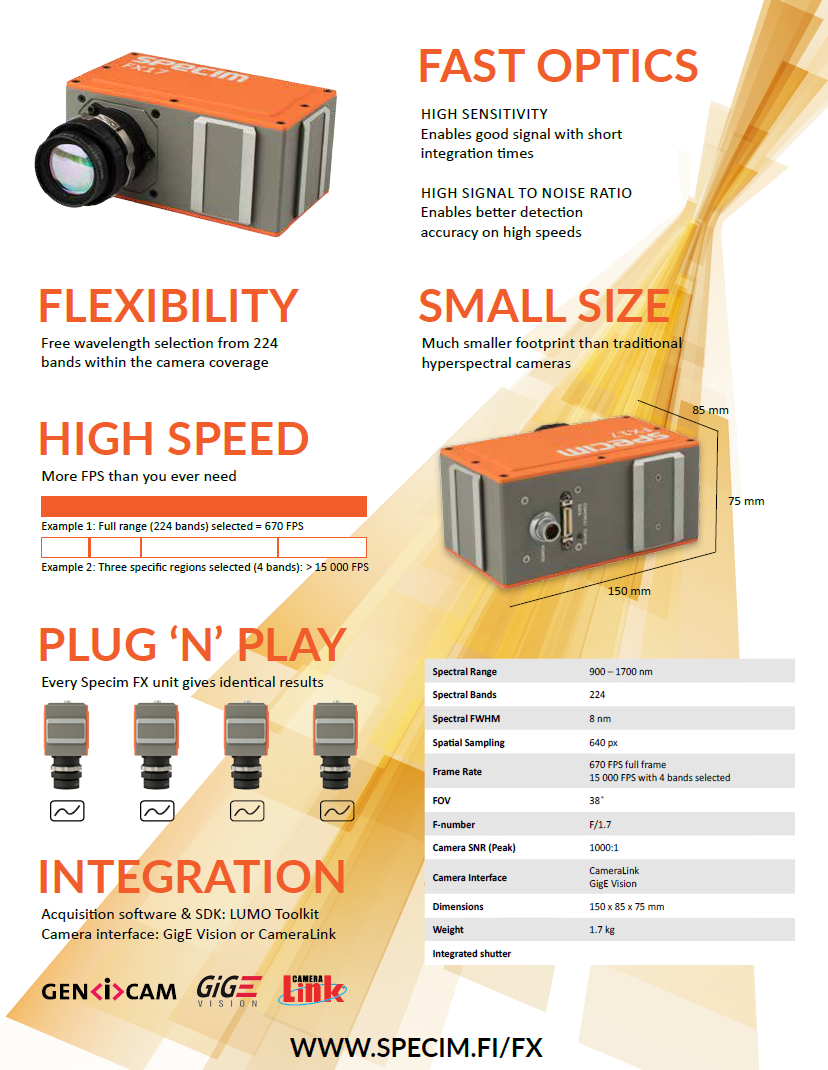 SPECIM
FX17
FAST OPTICS
HIGH SENSITIVITY
Enables good signal with short
integration times
HIGH SIGNAL TO NOISE RATIO
Enables better detection
accuracy on high speeds
FLEXIBILITY
Free wavelength selection from 224
bands within the camera coverage
SMALL SIZE
Much smaller footprint than traditional
hyperspectral cameras
HIGH SPEED
More FPS than you ever need
Example 1: Full range (224 bands) selected = 670 FPS
Example 2: Three specific regions selected (4 bands): > 15 000 FPS
85 mm
SPECIM
FX17
75 mm
150 mm
PLUG ‘N’ PLAY
Every Specim FX unit gives identical results
Spectral Range 900 – 1700 nm
Spectral Bands 224
Spectral FWHM 8 nm
Spatial Sampling 640 px
Frame Rate 670 FPS full frame
15 000 FPS with 4 bands selected
FOV 38˚
F-number F/1.7
Camera SNR (Peak) 1000:1
Camera Interface CameraLink
GigE Vision
Dimensions 150 x 85 x 75 mm
Weight 1.7 kg
Integrated shutter
INTEGRATION
Acquisition software & SDK: LUMO Toolkit
Camera interface: GigE Vision or CameraLink
GEN<i>CAM
GiGE
VISION
CAMERA
Link
WWW.SPECIM.FI/FX